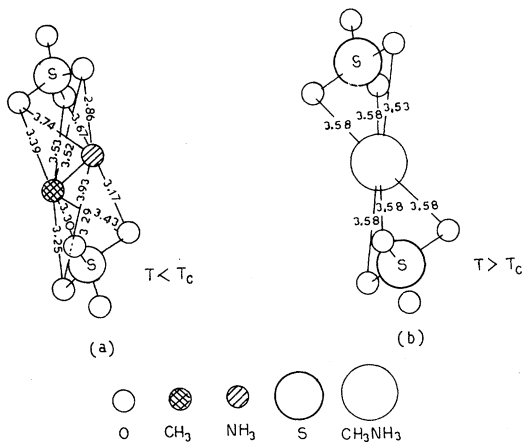 S
2.86
3.74
3.67
3.39
3.53
3.52
3.93
3.17
3.30
3.29
3.43
3.25
S
T < Tc
(a)
S
3.58
3.58
3.53
3.58
3.58
3.58
S
T > Tc
(b)
O CH3 NH3 S CH3NH3